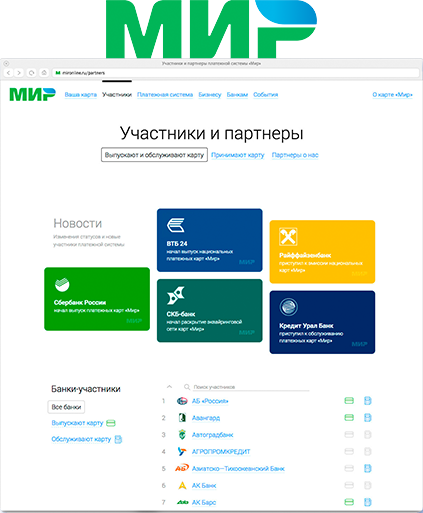 МИР
Участники и партнеры платежной системы «Мир»
mironline.ru/partners
МИР
Ваша карта Участники Платежная система Бизнесу Банкам События О карте «Мир»
Участники и партнеры
Выпускают и обслуживают карту Принимают карту Партнеры о нас
Новости
Изменения статусов и новые
участники платежной системы
ВТБ 24
начал выпуск национальных
платежных карт «Мир»
МИР
Райффайзенбанк
приступил к эмиссии национальных
карт «Мир»
МИР
Сбербанк России
начал выпуск платежных карт «Мир»
МИР
СКБ-банк
начал раскрытие эквайринговой
сети карт «Мир»
МИР
Кредит Урал Банк
приступил к обслуживанию
платежных карт «Мир»
МИР
Банки-участники
Все банки
Выпускают карту
Обслуживают карту
Поиск участников
1 АБ «Россия»
2 Авангард
3 Автоградбанк
4 АГРОПРОМКРЕДИТ
5 Азиатско-Тихоокеанский Банк
6 АК Банк
7 АК Барс